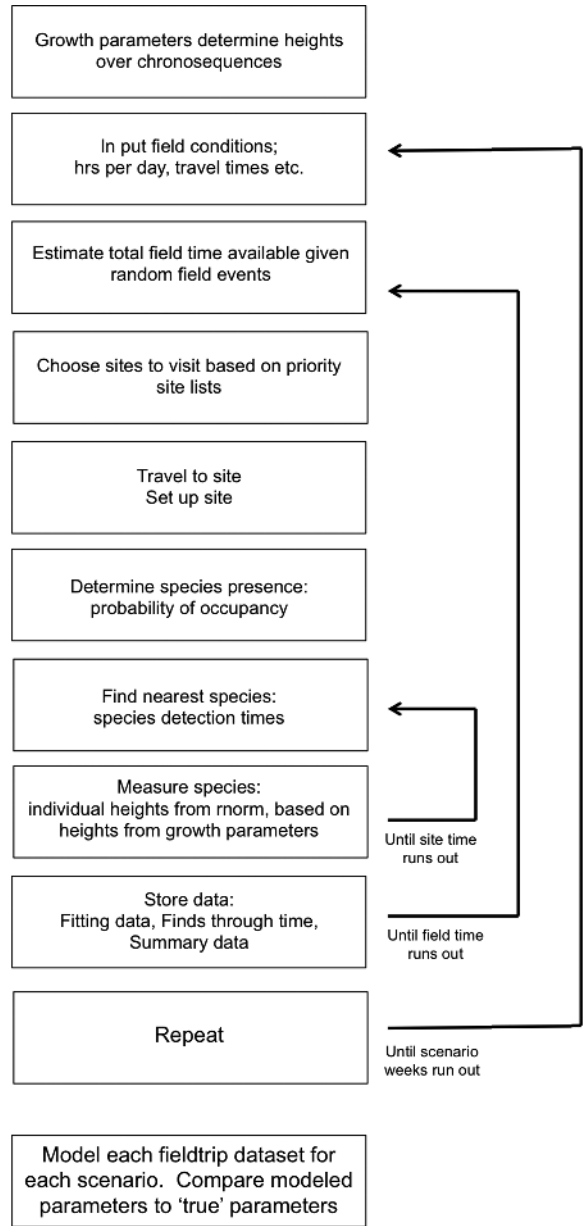 Growth parameters determine heights
over chronosequences
In put field conditions;
hrs per day, travel times etc.
Estimate total field time available given
random field events
Choose sites to visit based on priority
site lists
Travel to site
Set up site
Determine species presence:
probability of occupancy
Find nearest species:
species detection times
Measure species:
individual heights from rnorm, based on
heights from growth parameters
Until site time
runs out
Store data:
Fitting data, Finds through time,
Summary data
Until field time
runs out
Repeat
Until scenario
weeks run out
Model each fieldtrip dataset for
each scenario.  Compare modeled
parameters to ‘true’ parameters